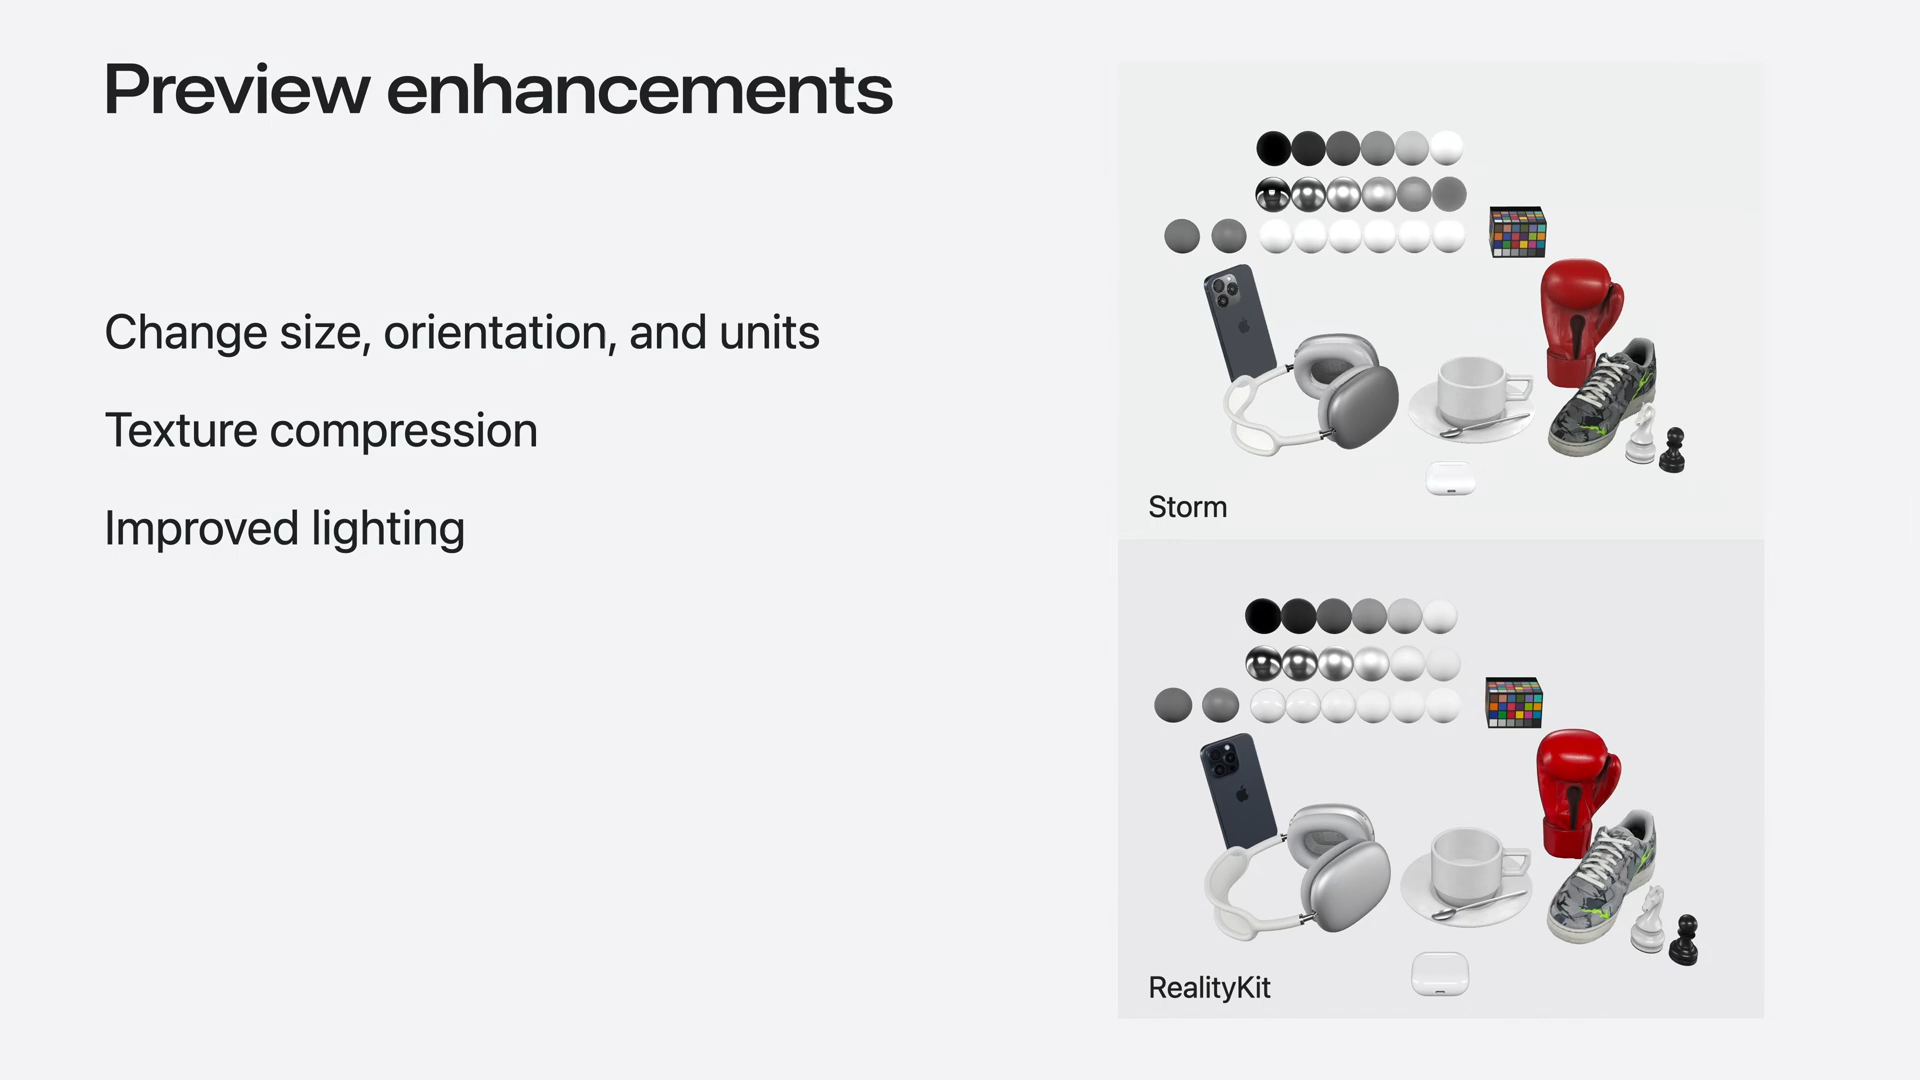 Preview enhancements
Change size, orientation, and units
Texture compression
Improved lighting
Storm
RealityKit